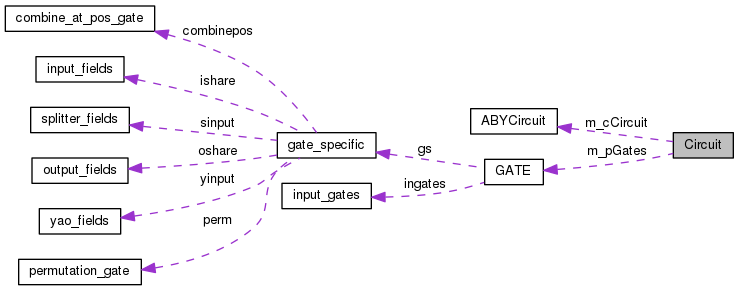 combine_at_pos_gate
combinepos
input_fields
ishare
splitter_fields
sinput
ABYCircuit
m_cCircuit
Circuit
gate_specific
oshare
gs
m_pGates
output_fields
GATE
yinput
input_gates
ingates
yao_fields
perm
permutation_gate